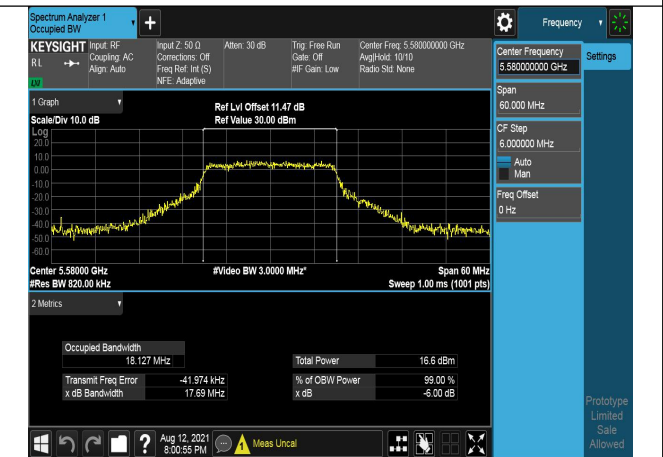 Spectrum Analyzer 1
Occupied BW
+
Frequency
KEYSIGHT
RL
Input: RF
Coupling: AC
Align: Auto
Input Z: 50 Ω
Corrections: Off
Freq Ref: Int (S)
NFE: Adaptive
Atten: 30 dB
Trig: Free Run
Gate: Off
#IF Gain: Low
Center Freq: 5.580000000 GHz
Avg|Hold: 10/10
Radio Std: None
Center Frequency
5.580000000 GHz
Settings
Span
60.000 MHz
CF Step
6.000000 MHz
Auto
Man
Freq Offset
0 Hz
1 Graph
Scale/Div 10.0 dB
Ref Lvl Offset 11.47 dB
Ref Value 30.00 dBm
Log
20.0
10.0
0.00
-10.0
-20.0
-30.0
-40.0
-50.0
-60.0
Center 5.58000 GHz
#Res BW 820.00 kHz
#Video BW 3.0000 MHz*
Span 60 MHz
Sweep 1.00 ms (1001 pts)
2 Metrics
Occupied Bandwidth
18.127 MHz
Total Power 16.6 dBm
Transmit Freq Error -41.974 kHz
% of OBW Power 99.00 %
x dB Bandwidth 17.69 MHz
x dB -6.00 dB
Prototype
Limited
Sale
Allowed
?
Aug 12, 2021
8:00:55 PM
Meas Uncal